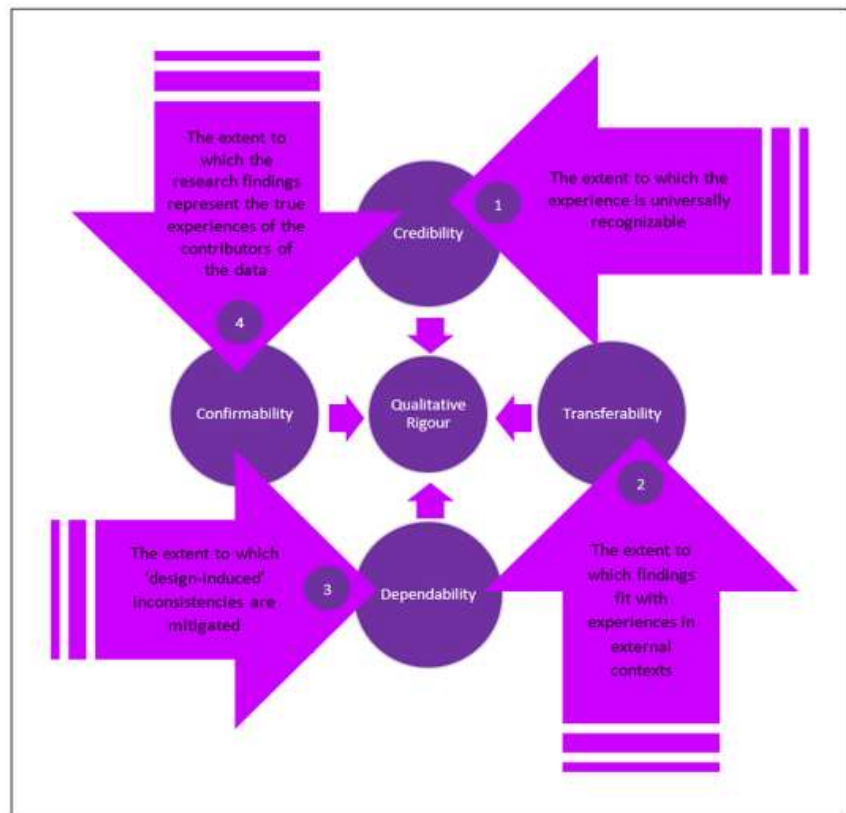 The extent to
which the
research findings
represent the true
experiences of the
contributors of
the data
4
Credibility
1
The extent to which the
experience is universally
recognizable
Confirmability
Qualitative
Rigour
Transferability
2
The extent to
which findings
fit with
experiences in
external
contexts
The extent to which
‘design-induced’
inconsistencies are
mitigated
3
Dependability